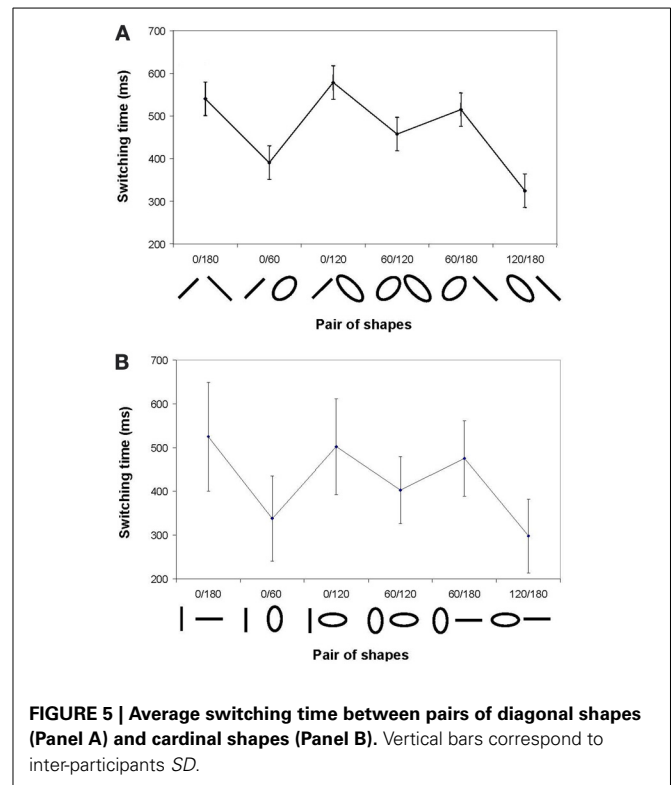 A
700
600
500
400
300
200
Switching time (ms)
0/180 0/60 0/120 60/120 60/180 120/180
Pair of shapes
B
700
600
500
400
300
200
Switching time (ms)
0/180 0/60 0/120 60/120 60/180 120/180
Pair of shapes
FIGURE 5 | Average switching time between pairs of diagonal shapes
(Panel A) and cardinal shapes (Panel B). Vertical bars correspond to
inter-participants SD.